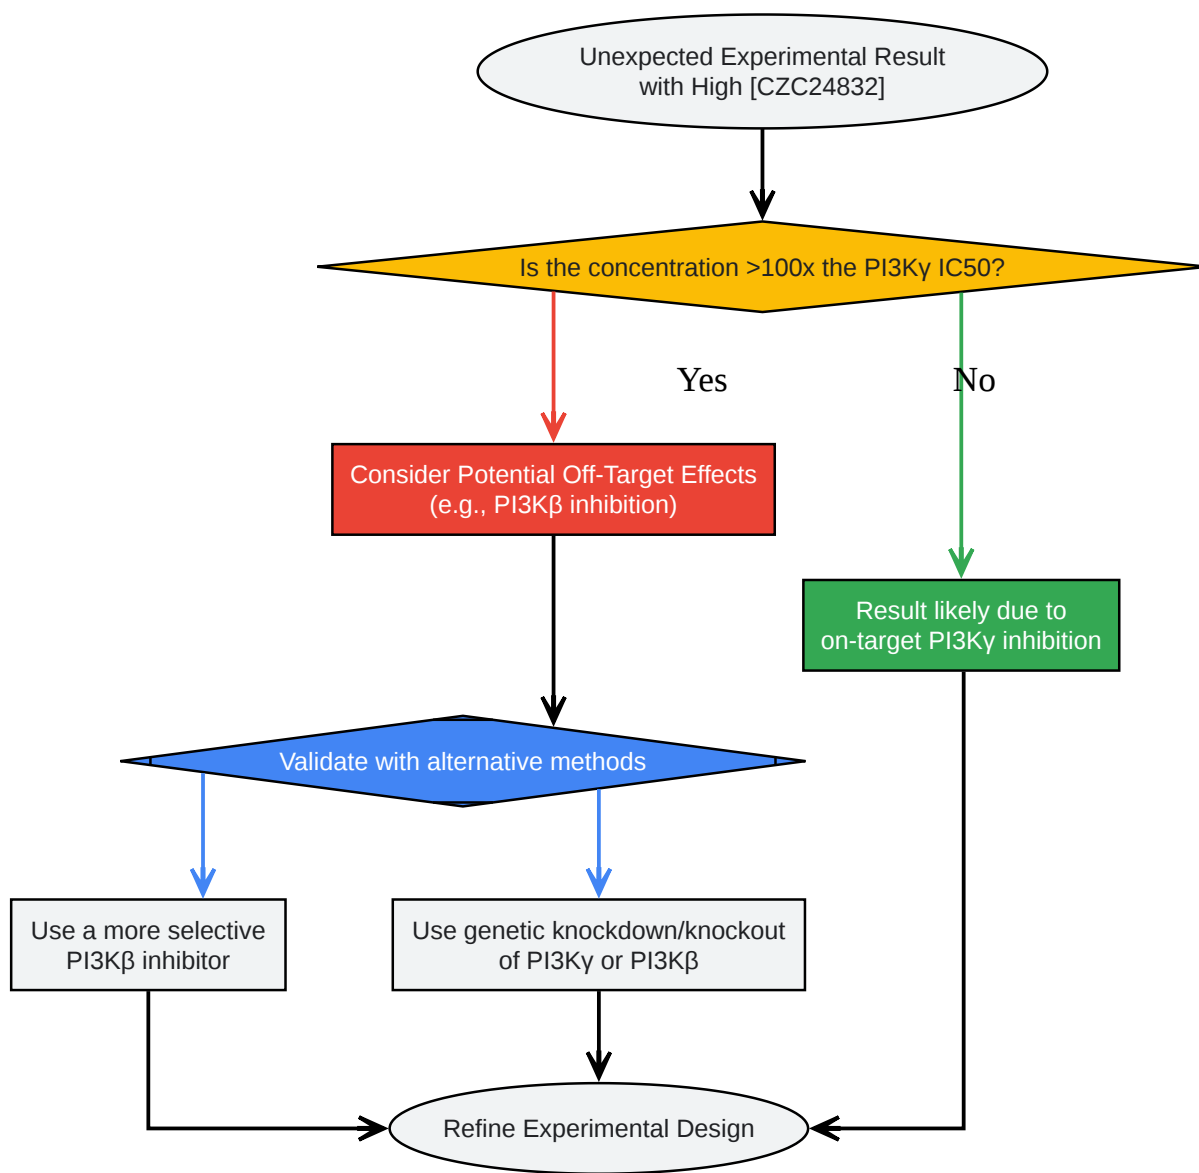 Unexpected Experimental Result
with High [CZC24832]
Is the concentration >100x the PI3Kγ IC50?
Yes
No
Consider Potential Off-Target Effects
(e.g., PI3Kβ inhibition)
Result likely due to
on-target PI3Kγ inhibition
Validate with alternative methods
Use a more selective
PI3Kβ inhibitor
Use genetic knockdown/knockout
of PI3Kγ or PI3Kβ
Refine Experimental Design